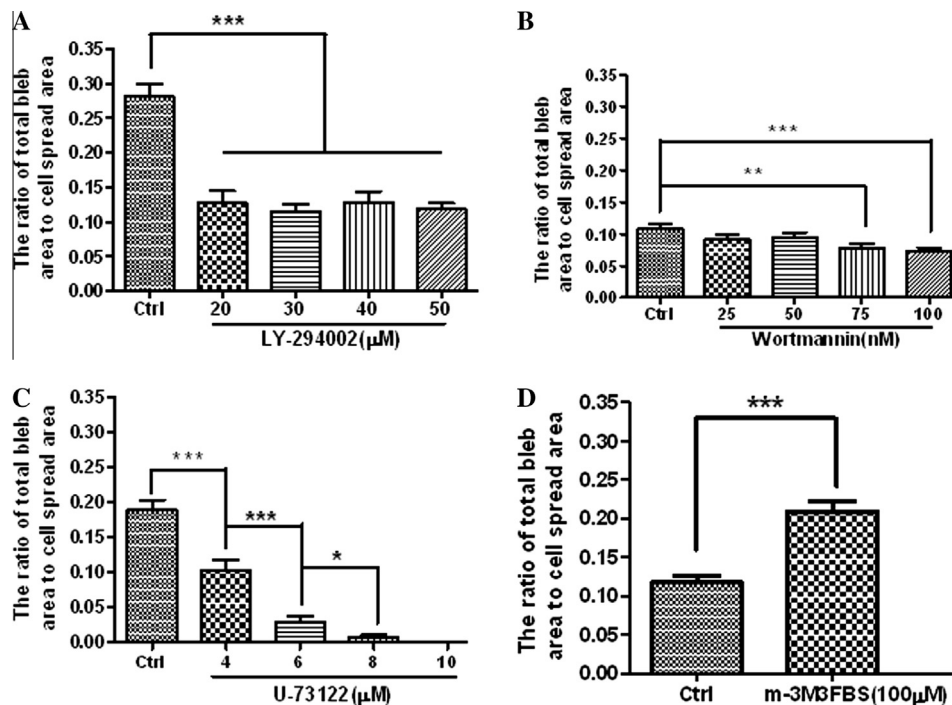 A
The ratio of total bleb
area to cell spread area
0.35
0.30
0.25
0.20
0.15
0.10
0.05
0.00
***
Ctrl 20 30 40 50
LY-294002(μM)
B
The ratio of total bleb
area to cell spread area
0.35
0.30
0.25
0.20
0.15
0.10
0.05
0.00
***
**
Ctrl 25 50 75 100
Wortmannin(nM)
C
The ratio of total bleb
area to cell spread area
0.35
0.30
0.25
0.20
0.15
0.10
0.05
0.00
***
***
*
Ctrl 4 6 8 10
U-73122(μM)
D
The ratio of total bleb
area to cell spread area
0.35
0.30
0.25
0.20
0.15
0.10
0.05
0.00
***
Ctrl m-3M3FBS(100μM)